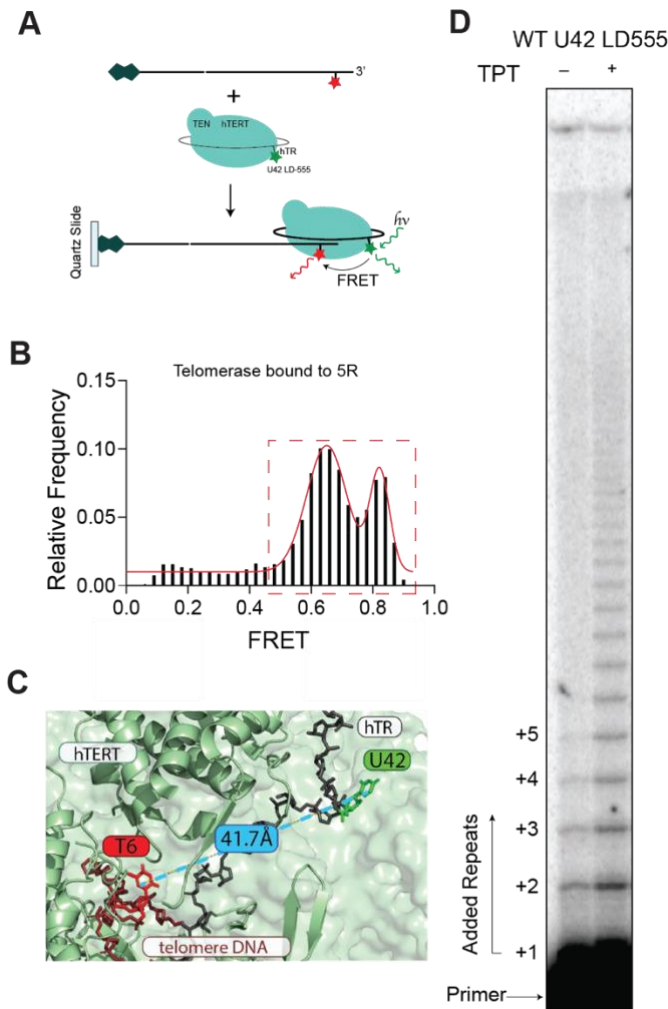 A
3'
+
TEN hTERT
hTR
U42 LD-555
Quartz Slide
hν
FRET
B
Telomerase bound to 5R
Relative Frequency
0.15
0.10
0.05
0.00
0.0 0.2 0.4 0.6 0.8 1.0
FRET
C
hTERT
hTR
U42
T6
41.7Å
telomere DNA
D
WT U42 LD555
TPT – +
Added Repeats
+5
+4
+3
+2
+1
Primer